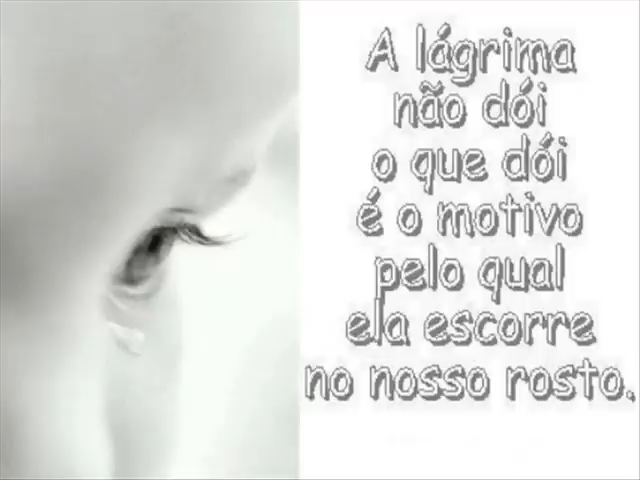 A lágrima
não dói
o que dói
é o motivo
pelo qual
ela escorre
no nosso rosto.